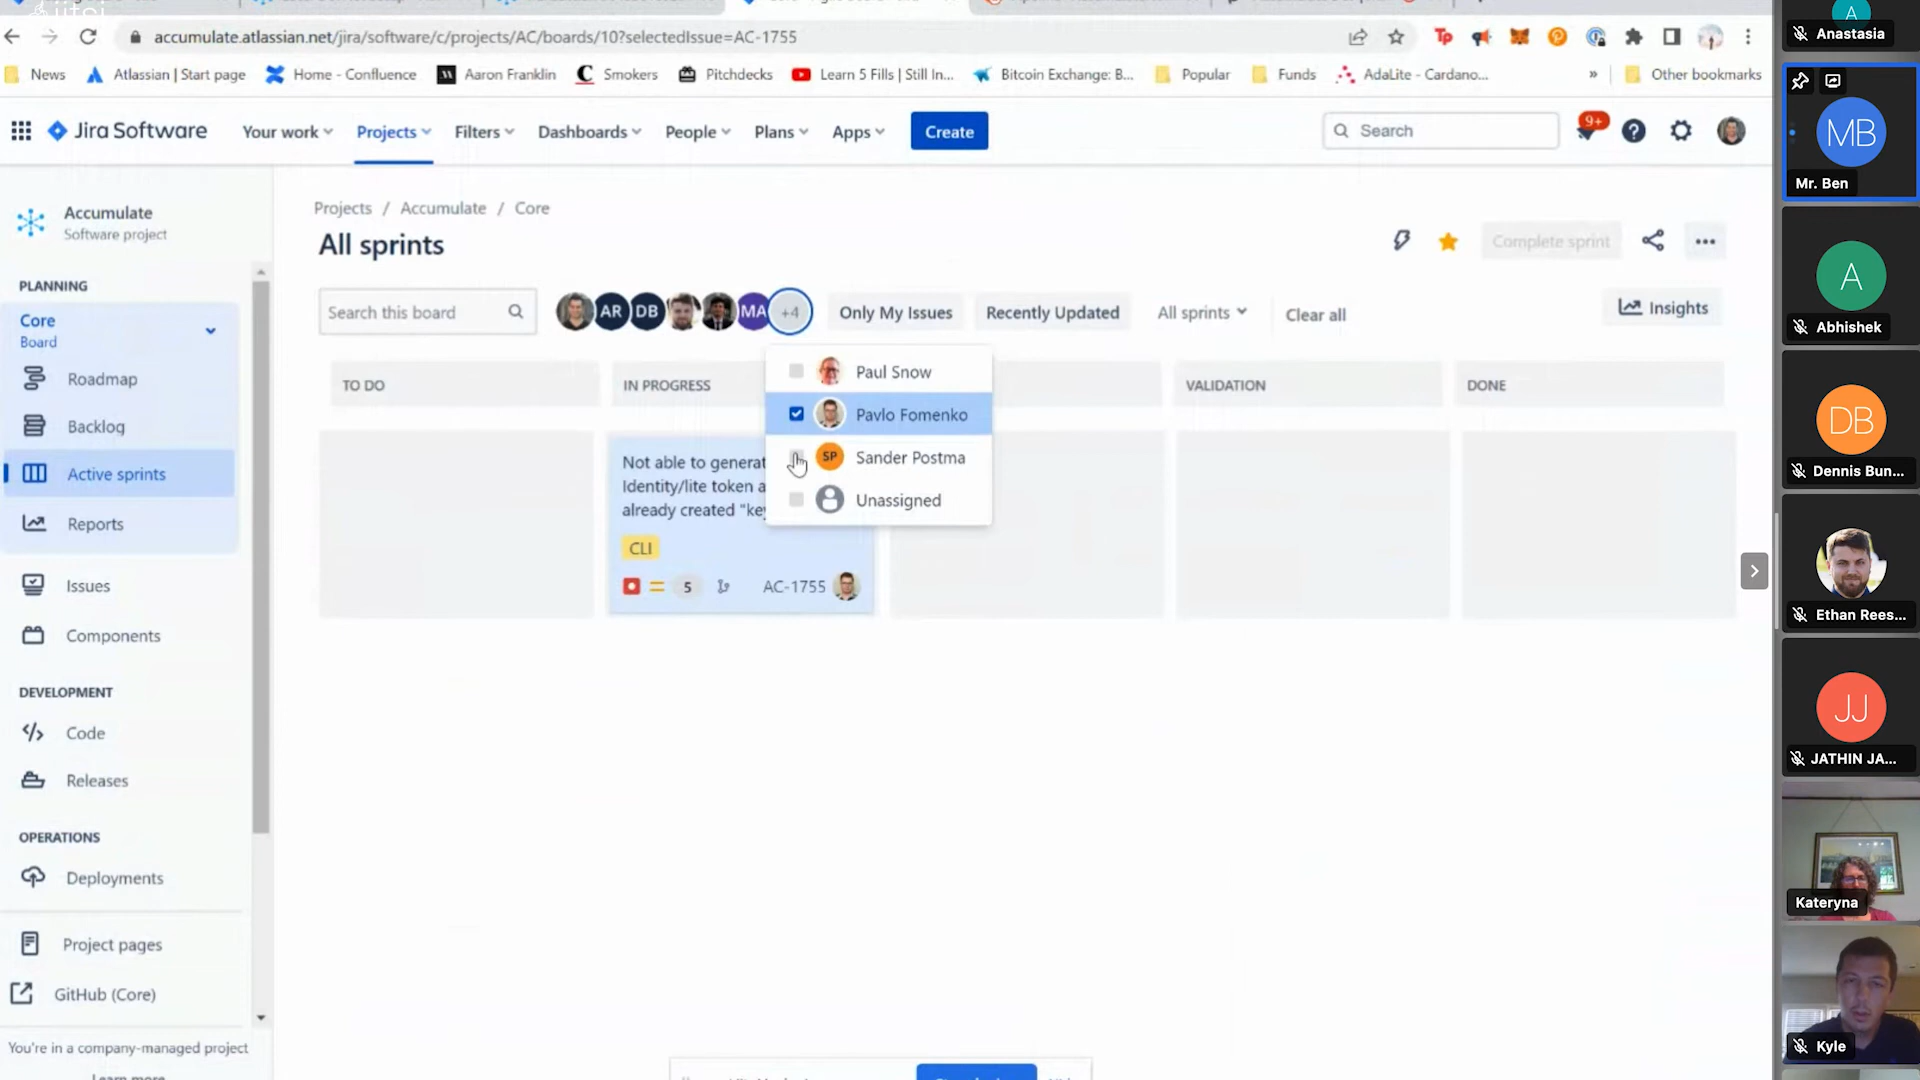 accumulate.atlassian.net/jira/software/c/projects/AC/boards/10?selectedIssue=AC-1755
News
Atlassian | Start page
Home - Confluence
Aaron Franklin
Smokers
Pitchdecks
Learn 5 Fills | Still In...
Bitcoin Exchange: B...
Popular
Funds
AdaLite - Cardano...
»
Other bookmarks
Jira Software
Your work
Projects
Filters
Dashboards
People
Plans
Apps
Create
Search
9+
Accumulate
Software project
PLANNING
Core
Board
Roadmap
Backlog
Active sprints
Reports
Issues
Components
DEVELOPMENT
Code
Releases
OPERATIONS
Deployments
Project pages
GitHub (Core)
You're in a company-managed project
Learn more
Projects / Accumulate / Core
All sprints
Complete sprint
Search this board
AR
DB
MA
+4
Only My Issues
Recently Updated
All sprints
Clear all
Insights
TO DO
IN PROGRESS
VALIDATION
DONE
Paul Snow
Pavlo Fomenko
SP
Sander Postma
Unassigned
Not able to generat
Identity/lite token a
already created "key
CLI
5
AC-1755
A
Anastasia
MB
Mr. Ben
A
Abhishek
DB
Dennis Bun...
Ethan Rees...
JJ
JATHIN JA...
Kateryna
Kyle